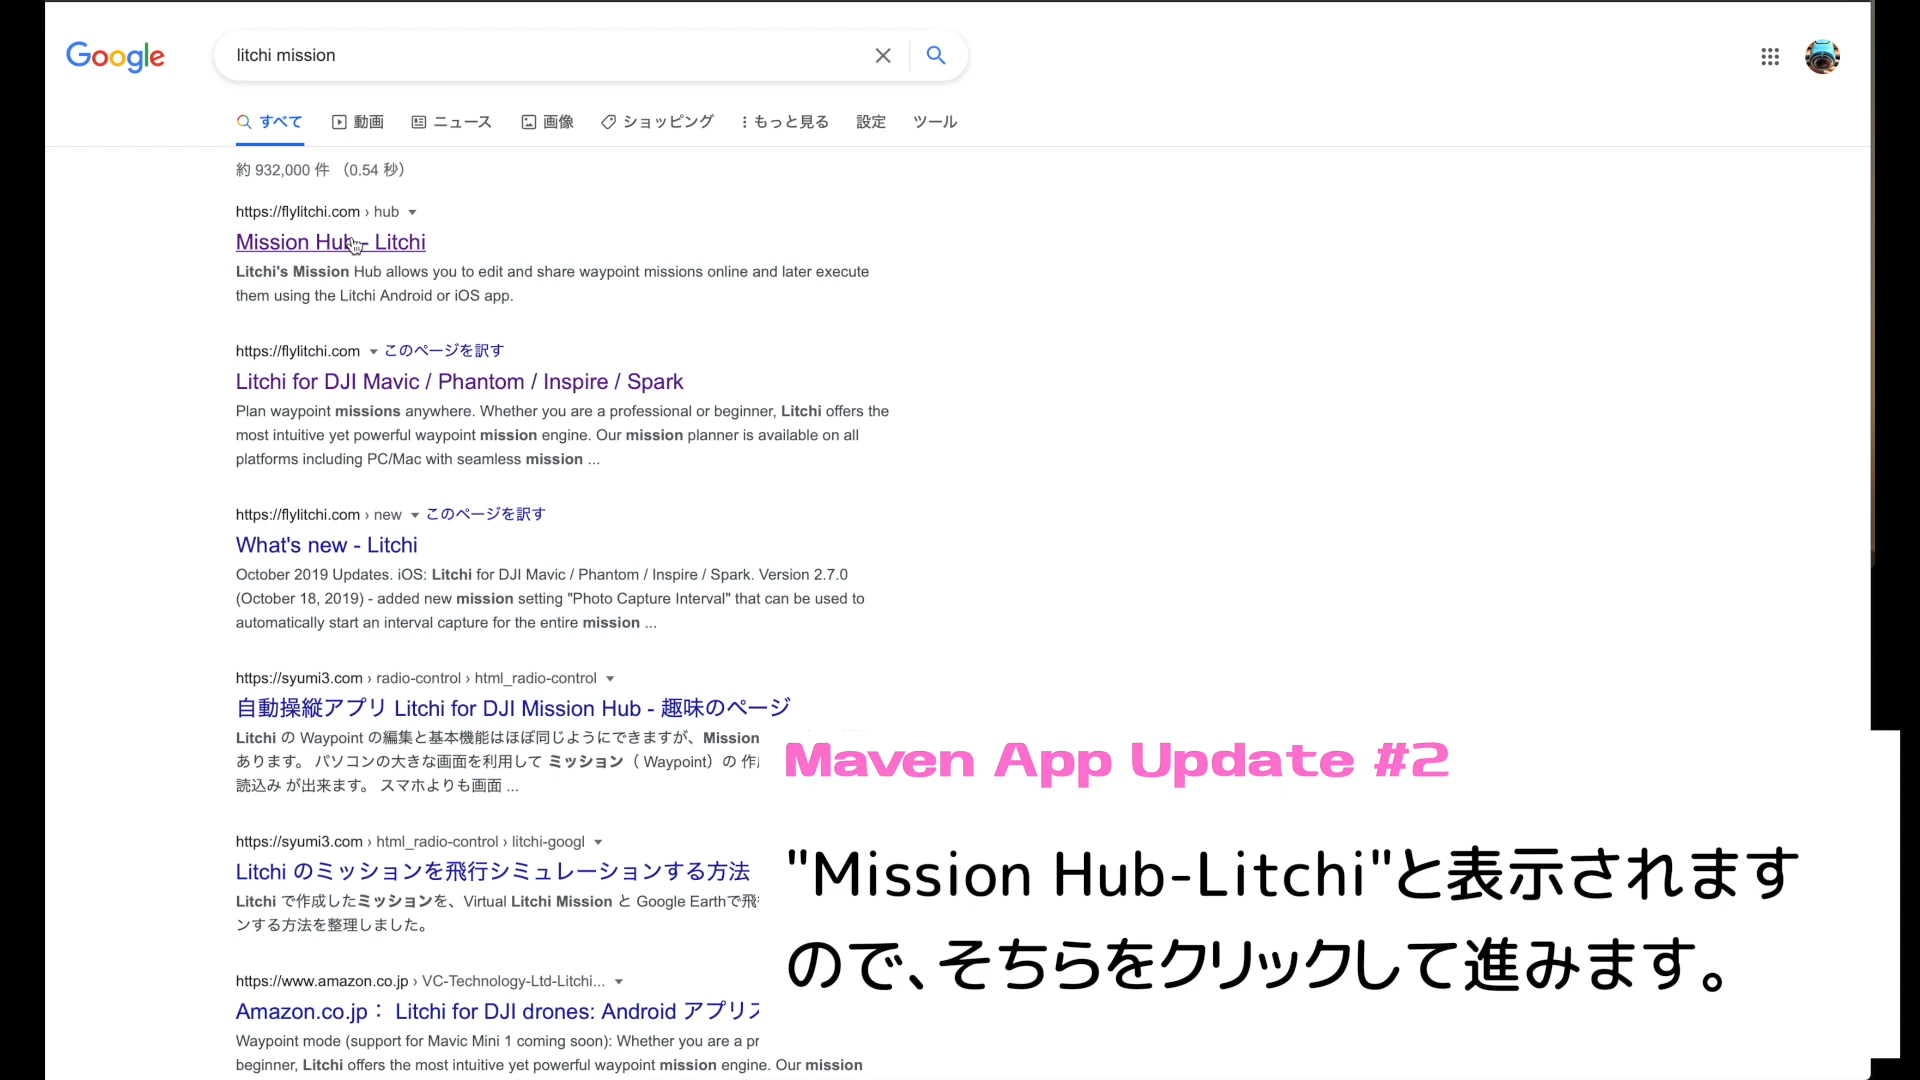 Google
litchi mission
すべて 動画 ニュース 画像 ショッピング もっと見る 設定 ツール
約 932,000 件 （0.54 秒）
https://flylitchi.com › hub
Mission Hub - Litchi
Litchi's Mission Hub allows you to edit and share waypoint missions online and later execute
them using the Litchi Android or iOS app.
https://flylitchi.com このページを訳す
Litchi for DJI Mavic / Phantom / Inspire / Spark
Plan waypoint missions anywhere. Whether you are a professional or beginner, Litchi offers the
most intuitive yet powerful waypoint mission engine. Our mission planner is available on all
platforms including PC/Mac with seamless mission ...
https://flylitchi.com › new このページを訳す
What's new - Litchi
October 2019 Updates. iOS: Litchi for DJI Mavic / Phantom / Inspire / Spark. Version 2.7.0
(October 18, 2019) - added new mission setting "Photo Capture Interval" that can be used to
automatically start an interval capture for the entire mission ...
https://syumi3.com › radio-control › html_radio-control
自動操縦アプリ Litchi for DJI Mission Hub - 趣味のページ
Litchi の Waypoint の編集と基本機能はほぼ同じようにできますが、Mission
あります。 パソコンの大きな画面を利用して ミッション（ Waypoint）の 作
読込み が出来ます。 スマホよりも画面 ...
https://syumi3.com › html_radio-control › litchi-googl
Litchi のミッションを飛行シミュレーションする方法
Litchi で作成したミッションを、Virtual Litchi Mission と Google Earthで飛
ンする方法を整理しました。
https://www.amazon.co.jp › VC-Technology-Ltd-Litchi...
Amazon.co.jp： Litchi for DJI drones: Android アプリ
Waypoint mode (support for Mavic Mini 1 coming soon): Whether you are a
beginner, Litchi offers the most intuitive yet powerful waypoint mission engine. Our mission
Maven App Update #2
"Mission Hub-Litchi"と表示されます
ので、そちらをクリックして進みます。